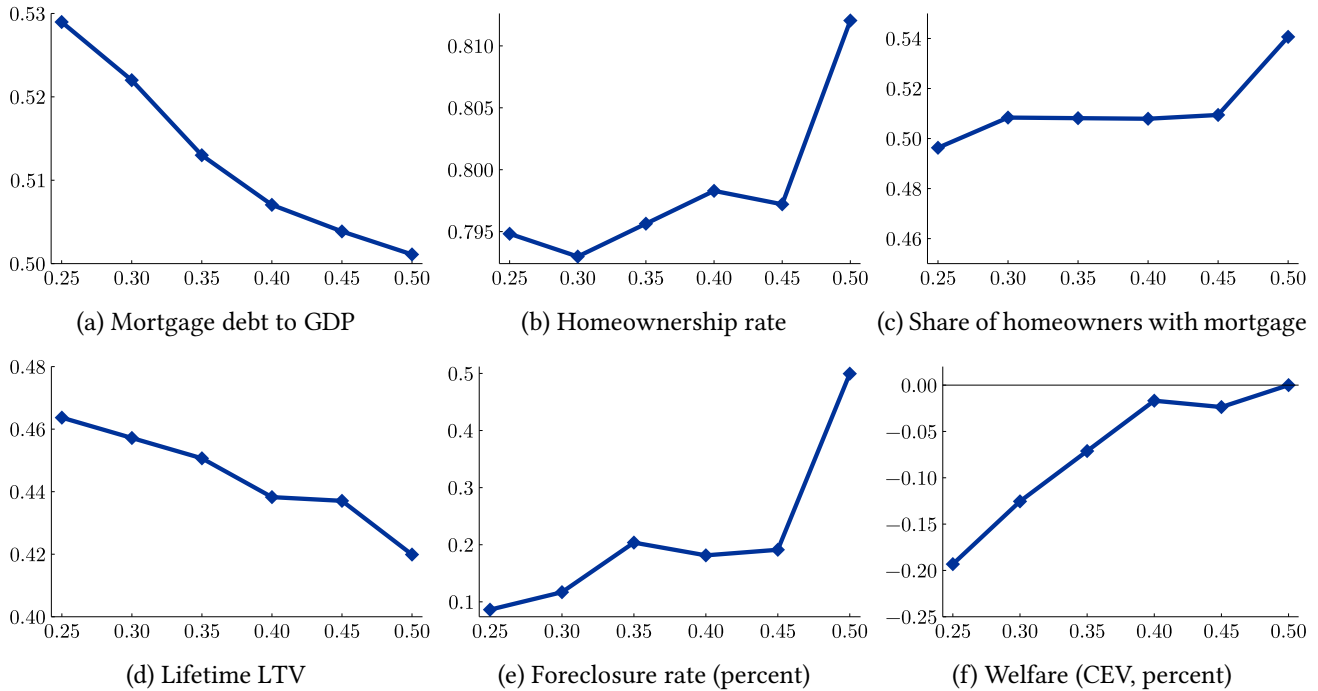 0.53
0.52
0.51
0.50
0.25 0.30 0.35 0.40 0.45 0.50
(a) Mortgage debt to GDP
0.810
0.805
0.800
0.795
0.25 0.30 0.35 0.40 0.45 0.50
(b) Homeownership rate
0.54
0.52
0.50
0.48
0.46
0.25 0.30 0.35 0.40 0.45 0.50
(c) Share of homeowners with mortgage
0.48
0.46
0.44
0.42
0.40
0.25 0.30 0.35 0.40 0.45 0.50
(d) Lifetime LTV
0.5
0.4
0.3
0.2
0.1
0.25 0.30 0.35 0.40 0.45 0.50
(e) Foreclosure rate (percent)
0.00
−0.05
−0.10
−0.15
−0.20
−0.25
0.25 0.30 0.35 0.40 0.45 0.50
(f) Welfare (CEV, percent)